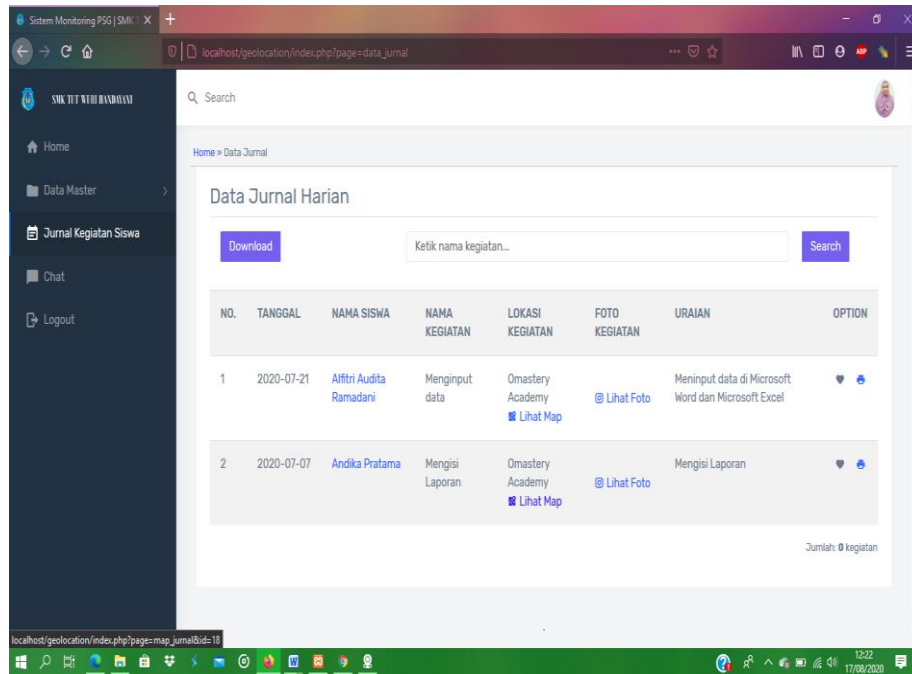 Sistem Monitoring PSG | SMK T
localhost/geolocation/index.php?page=data_jurnal
ABP
SMK TUT WURI HANDAYANI
Search
Home
Data Master
Jurnal Kegiatan Siswa
Chat
Logout
Home » Data Jurnal
Data Jurnal Harian
Download
Ketik nama kegiatan...
Search
NO. TANGGAL NAMA SISWA NAMA KEGIATAN LOKASI KEGIATAN FOTO KEGIATAN URAIAN OPTION
1 2020-07-21 Alfitri Audita Ramadani Menginput data Omastery Academy Lihat Map Lihat Foto Meninput data di Microsoft Word dan Microsoft Excel
2 2020-07-07 Andika Pratama Mengisi Laporan Omastery Academy Lihat Map Lihat Foto Mengisi Laporan
Jumlah: 0 kegiatan
localhost/geolocation/index.php?page=map_jurnal&id=18
12:22
17/08/2020